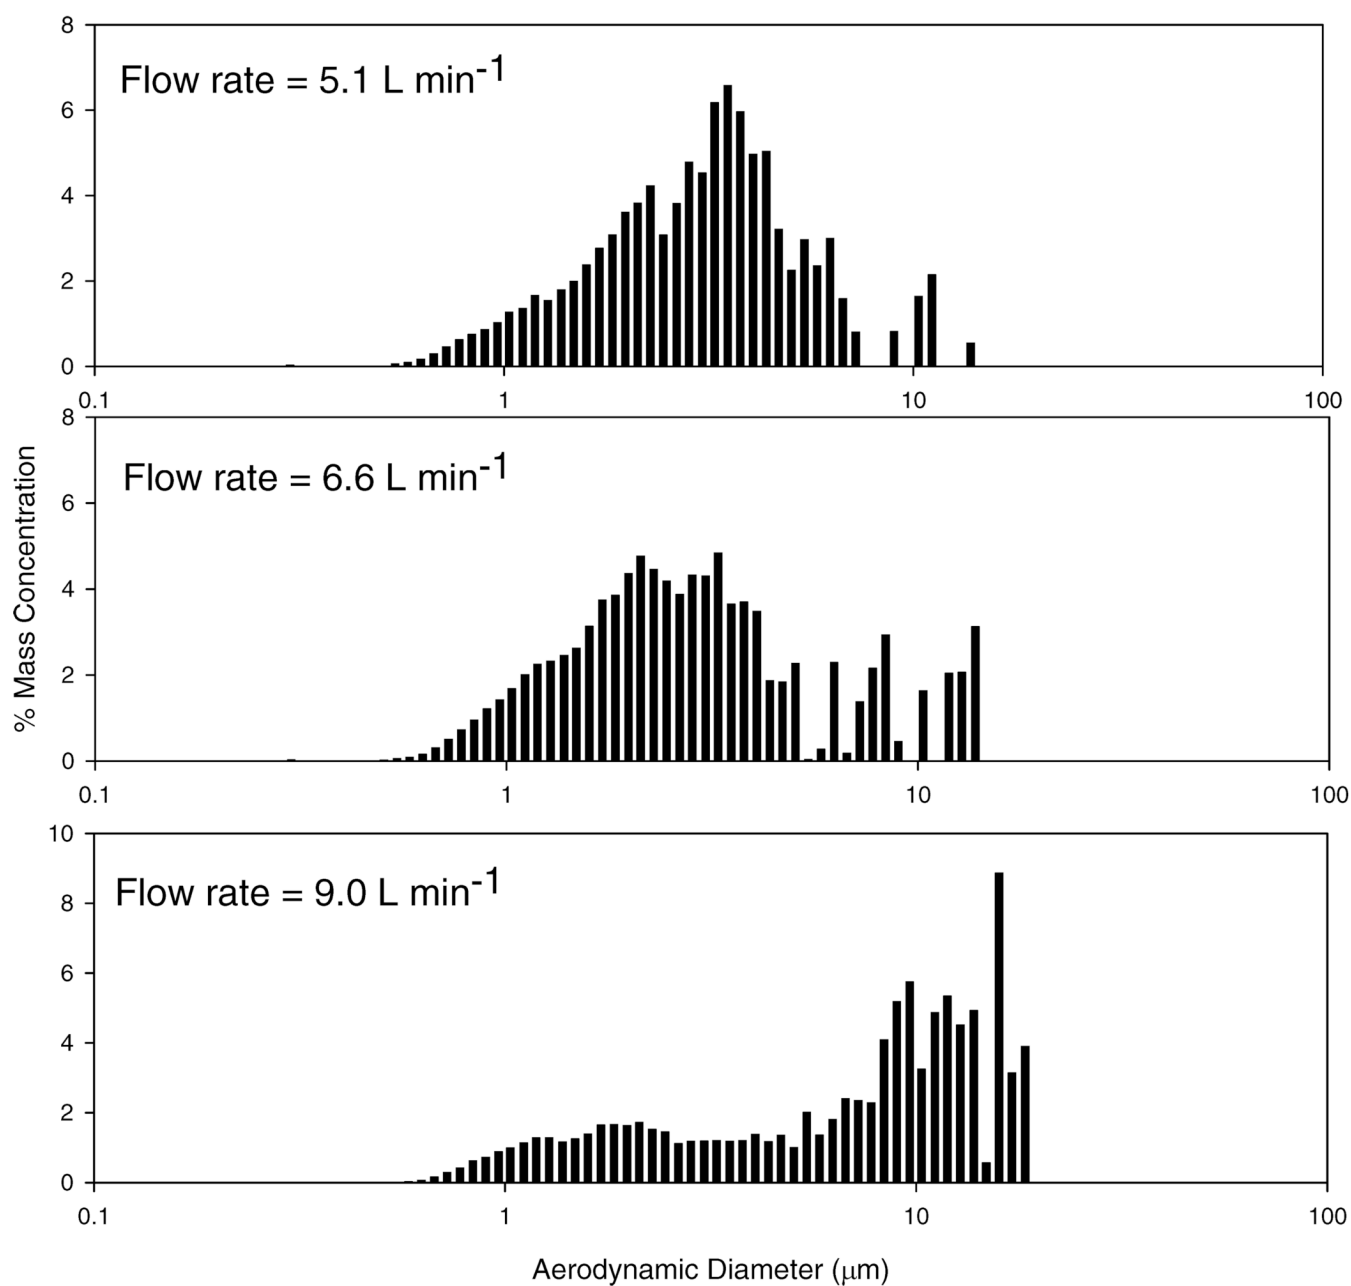 8
Flow rate = 5.1 L min-1
6
4
2
0
0.1 1 10 100
8
Flow rate = 6.6 L min-1
6
4
2
0
0.1 1 10 100
% Mass Concentration
10
Flow rate = 9.0 L min-1
8
6
4
2
0
0.1 1 10 100
Aerodynamic Diameter (μm)